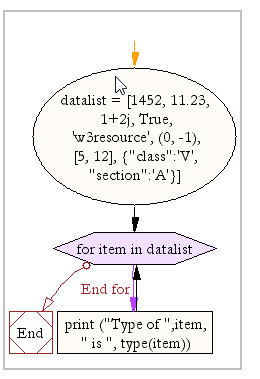 datalist = [1452, 11.23,
1+2j, True,
'w3resource', (0, -1),
[5, 12], {"class":'V',
"section":'A'}]
for item in datalist
End for
End
print ("Type of ",item,
" is ", type(item))